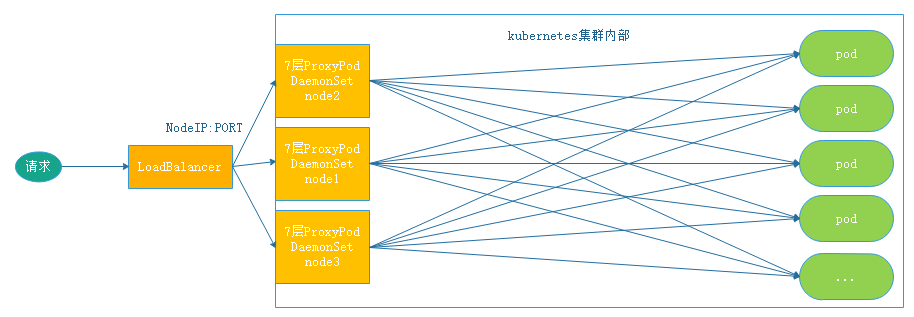 kubernetes集群内部
请求
NodeIP:PORT
LoadBalancer
7层ProxyPod
DaemonSet
node2
7层ProxyPod
DaemonSet
node1
7层ProxyPod
DaemonSet
node3
pod
pod
pod
pod
...